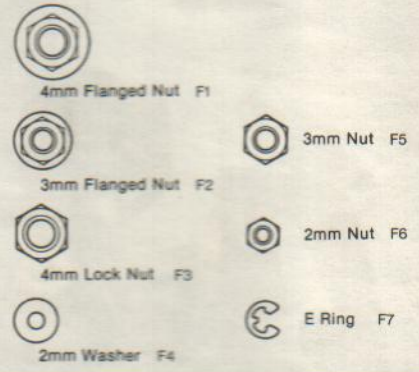 4mm Flanged Nut F1
3mm Flanged Nut F2
4mm Lock Nut F3
2mm Washer F4
3mm Nut F5
2mm Nut F6
E Ring F7